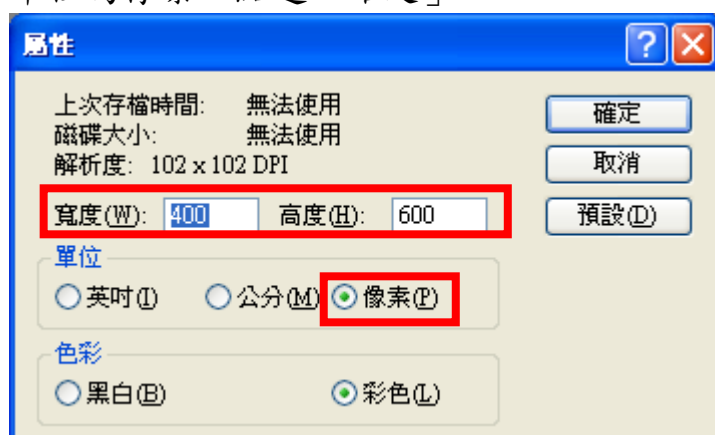 屬性
上次存檔時間: 無法使用
磁碟大小: 無法使用
解析度: 102 x 102 DPI
確定
取消
寬度(W): 400 高度(H): 600
預設(D)
單位
英吋(I) 公分(M) 像素(P)
色彩
黑白(B) 彩色(L)